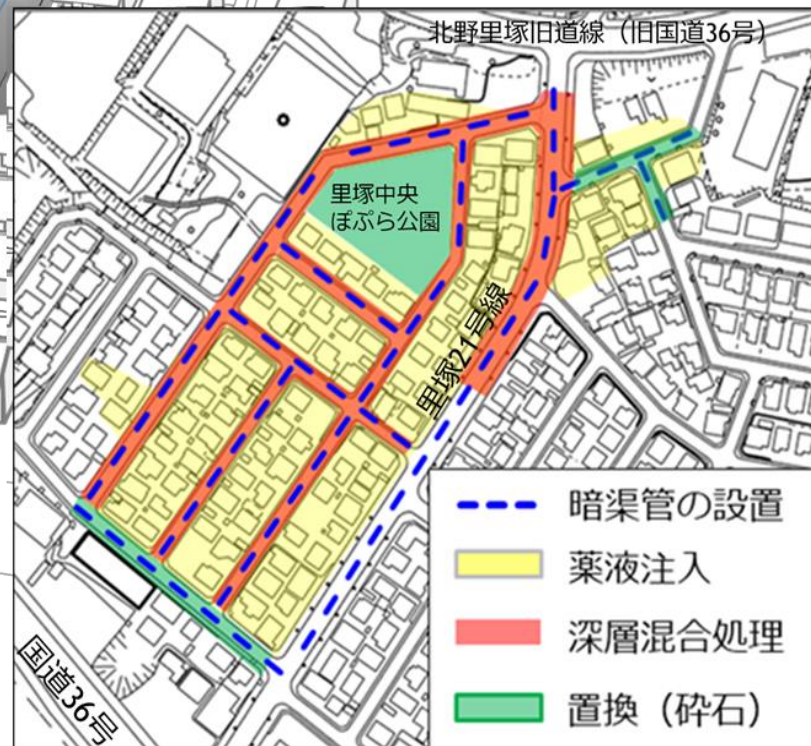 北野里塚旧道線（旧国道36号）
里塚中央
ぽぷら公園
里塚21号線
国道36号
暗渠管の設置
薬液注入
深層混合処理
置換（砕石）